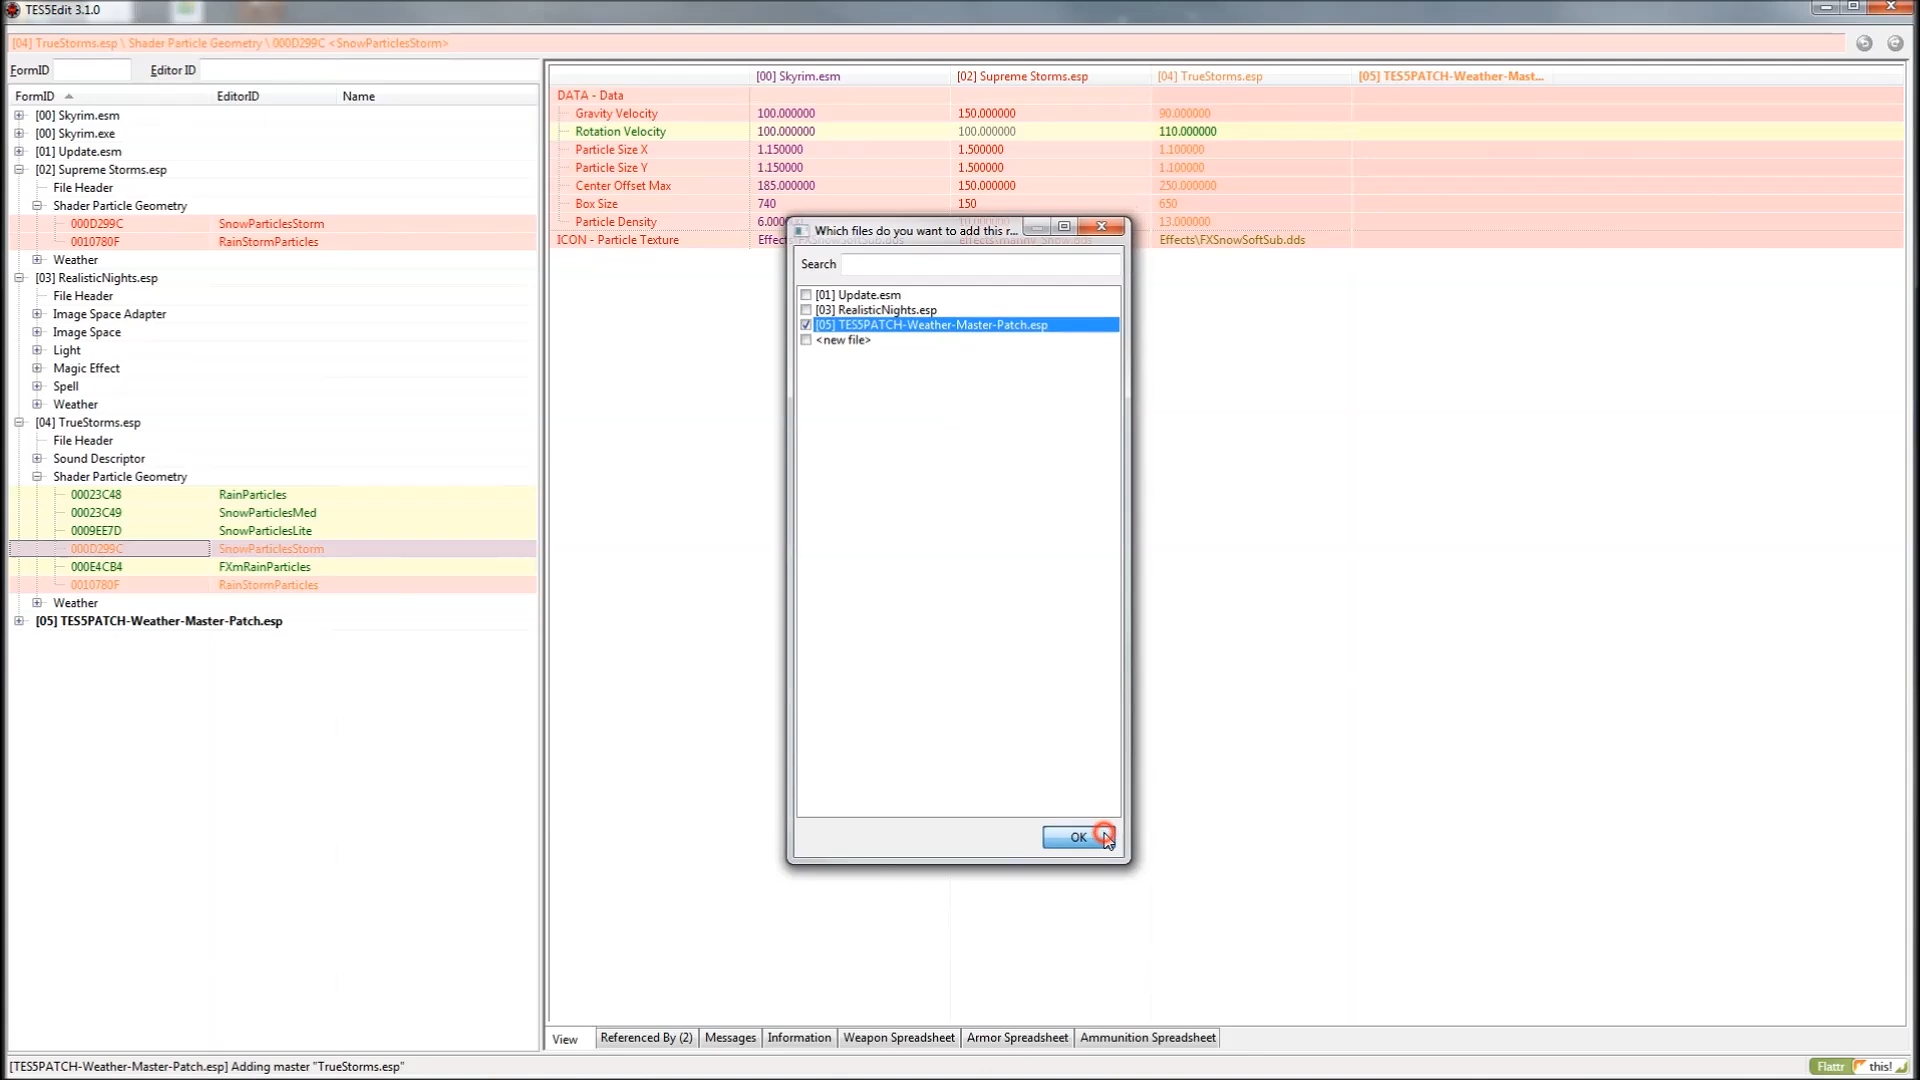 TES5Edit 3.1.0
[04] TrueStorms.esp \ Shader Particle Geometry \ 000D299C <SnowParticlesStorm>
FormID
Editor ID
FormID EditorID Name
[00] Skyrim.esm
[00] Skyrim.exe
[01] Update.esm
[02] Supreme Storms.esp
File Header
Shader Particle Geometry
000D299C SnowParticlesStorm
0010780F RainStormParticles
Weather
[03] RealisticNights.esp
File Header
Image Space Adapter
Image Space
Light
Magic Effect
Spell
Weather
[04] TrueStorms.esp
File Header
Sound Descriptor
Shader Particle Geometry
00023C48 RainParticles
00023C49 SnowParticlesMed
0009EE7D SnowParticlesLite
000D299C SnowParticlesStorm
000E4CB4 FXmRainParticles
0010780F RainStormParticles
Weather
[05] TES5PATCH-Weather-Master-Patch.esp
[00] Skyrim.esm [02] Supreme Storms.esp [04] TrueStorms.esp [05] TES5PATCH-Weather-Mast...
DATA - Data
Gravity Velocity 100.000000 150.000000 90.000000
Rotation Velocity 100.000000 100.000000 110.000000
Particle Size X 1.150000 1.500000 1.100000
Particle Size Y 1.150000 1.500000 1.100000
Center Offset Max 185.000000 150.000000 250.000000
Box Size 740 150 650
Particle Density 13.000000
ICON - Particle Texture Effects\FXSnowSoftSub.dds
Which files do you want to add this r...
Search
[01] Update.esm
[03] RealisticNights.esp
[05] TES5PATCH-Weather-Master-Patch.esp
<new file>
OK
View Referenced By (2) Messages Information Weapon Spreadsheet Armor Spreadsheet Ammunition Spreadsheet
[TES5PATCH-Weather-Master-Patch.esp] Adding master "TrueStorms.esp"
Flattr this!